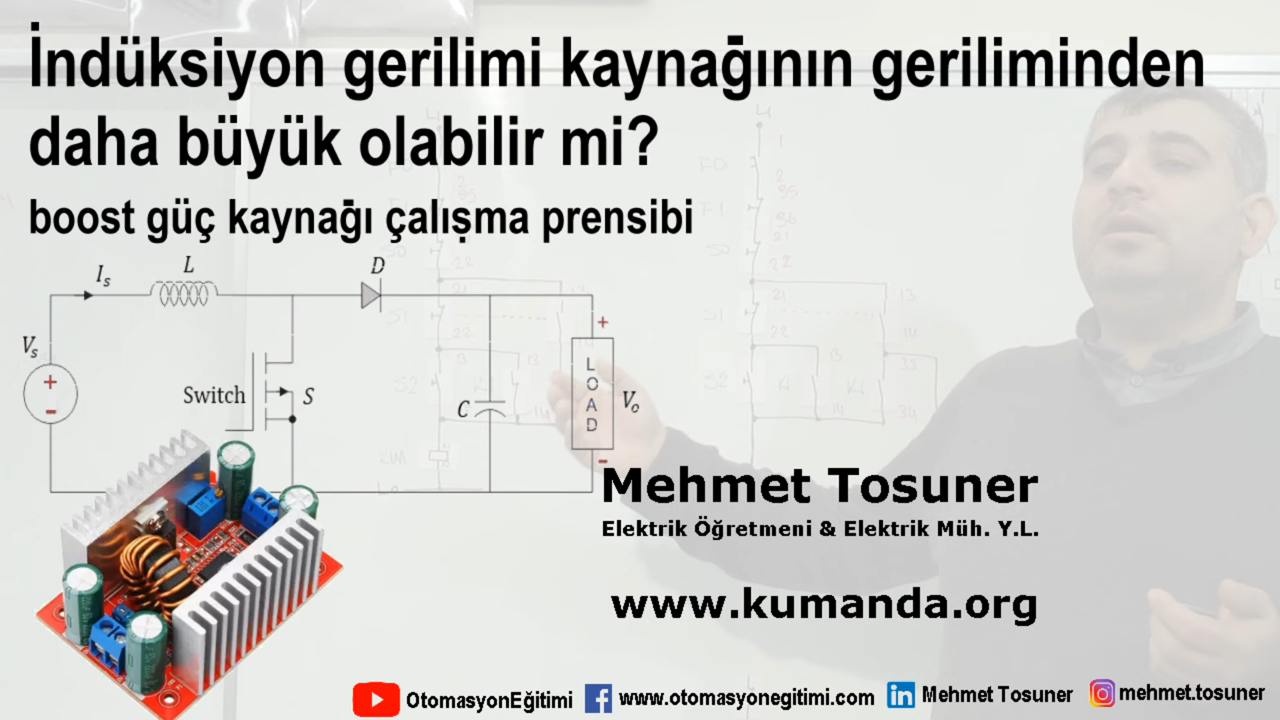 İndüksiyon gerilimi kaynağının geriliminden
daha büyük olabilir mi?
boost güç kaynağı çalışma prensibi
L
D
Is
Vs
+
-
Switch
S
C
+
LOAD
Vo
-
Mehmet Tosuner
Elektrik Öğretmeni & Elektrik Müh. Y.L.
www.kumanda.org
OtomasyonEğitimi www.otomasyonegitimi.com in Mehmet Tosuner mehmet.tosuner